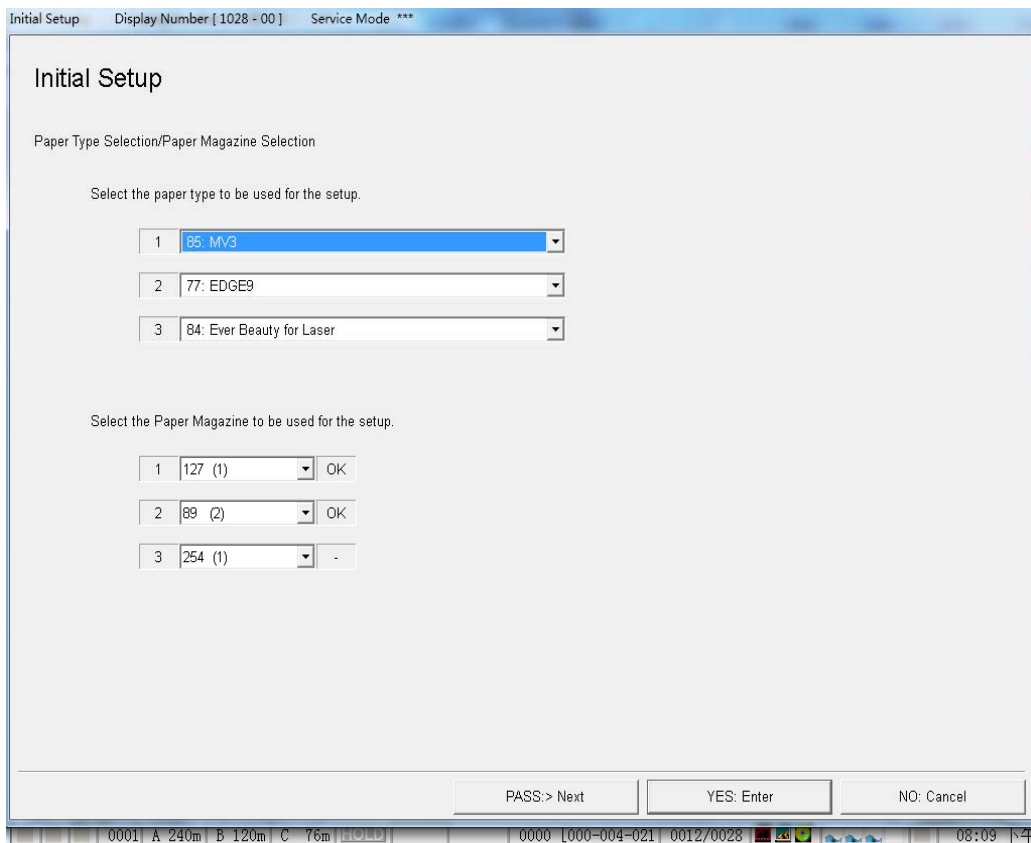 Initial Setup Display Number [ 1028 - 00 ] Service Mode ***
Initial Setup
Paper Type Selection/Paper Magazine Selection
Select the paper type to be used for the setup.
1 85: MV3
2 77: EDGE9
3 84: Ever Beauty for Laser
Select the Paper Magazine to be used for the setup.
1 127 (1) OK
2 89 (2) OK
3 254 (1) -
PASS:> Next YES: Enter NO: Cancel
0001 A 240m B 120m C 76m HOLD 0000 [000-004-021 0012/0028 08:09 下午